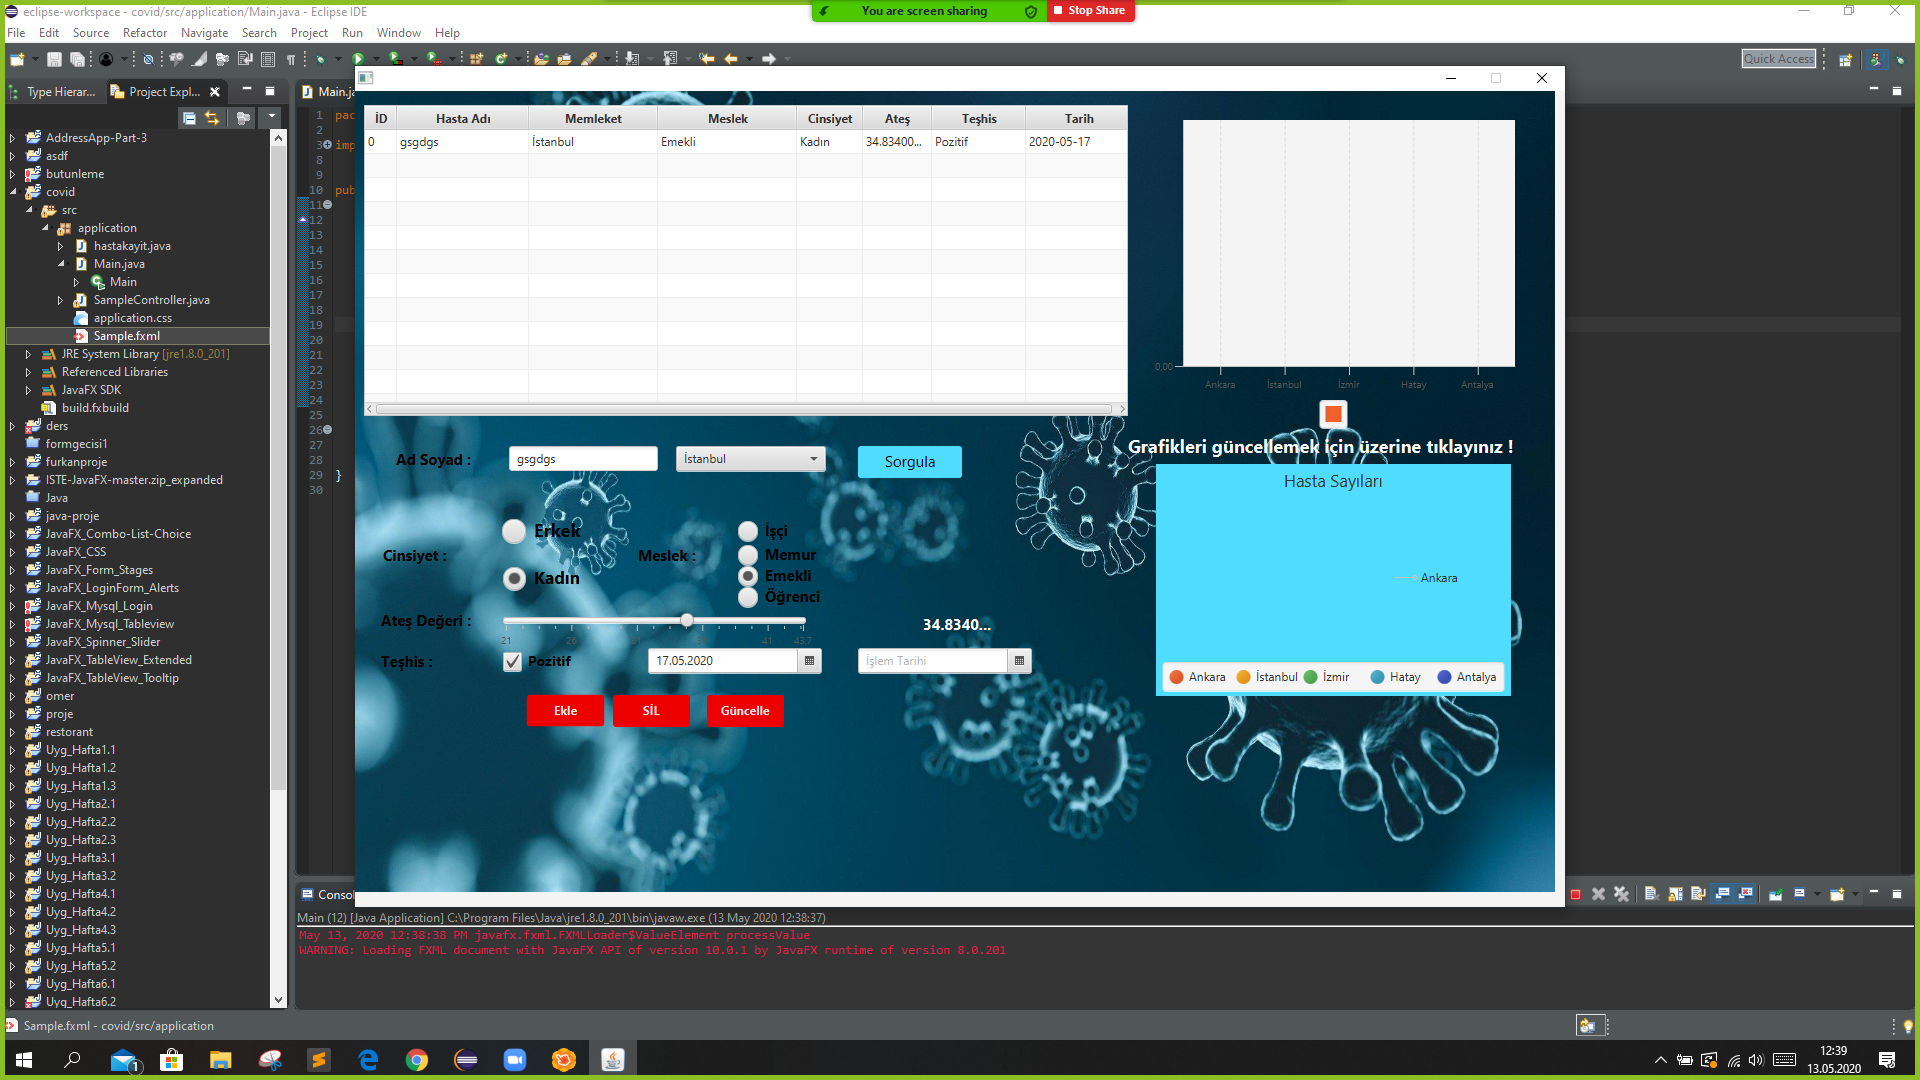 eclipse-workspace - covid/src/application/Main.java - Eclipse IDE
You are screen sharing
Stop Share
File Edit Source Refactor Navigate Search Project Run Window Help
Quick Access
Type Hierar...
Project Expl...
Main.ja
AddressApp-Part-3
asdf
butunleme
covid
src
application
hastakayit.java
Main.java
Main
SampleController.java
application.css
Sample.fxml
JRE System Library [jre1.8.0_201]
Referenced Libraries
JavaFX SDK
build.fxbuild
ders
formgecisi1
furkanproje
ISTE-JavaFX-master.zip_expanded
Java
java-proje
JavaFX_Combo-List-Choice
JavaFX_CSS
JavaFX_Form_Stages
JavaFX_LoginForm_Alerts
JavaFX_Mysql_Login
JavaFX_Mysql_Tableview
JavaFX_Spinner_Slider
JavaFX_TableView_Extended
JavaFX_TableView_Tooltip
omer
proje
restorant
Uyg_Hafta1.1
Uyg_Hafta1.2
Uyg_Hafta1.3
Uyg_Hafta2.1
Uyg_Hafta2.2
Uyg_Hafta2.3
Uyg_Hafta3.1
Uyg_Hafta3.2
Uyg_Hafta4.1
Uyg_Hafta4.2
Uyg_Hafta4.3
Uyg_Hafta5.1
Uyg_Hafta5.2
Uyg_Hafta6.1
Uyg_Hafta6.2
1 pac
2
3 imp
8
9
10 pub
11
12
13
14
15
16
17
18
19
20
21
22
23
24
25
26
27
28
29 }
30
İD Hasta Adı Memleket Meslek Cinsiyet Ateş Teşhis Tarih
0 gsgdgs İstanbul Emekli Kadın 34.83400... Pozitif 2020-05-17
0,00
Ankara İstanbul İzmir Hatay Antalya
Grafikleri güncellemek için üzerine tıklayınız !
Hasta Sayıları
Ankara
Ankara İstanbul İzmir Hatay Antalya
Ad Soyad : gsgdgs İstanbul Sorgula
Cinsiyet :
Erkek
Kadın
Meslek :
İşçi
Memur
Emekli
Öğrenci
Ateş Değeri : 34.8340...
21 26 41 43.7
Teşhis : Pozitif 17.05.2020 İşlem Tarihi
Ekle SİL Güncelle
Consol
Main (12) [Java Application] C:\Program Files\Java\jre1.8.0_201\bin\javaw.exe (13 May 2020 12:38:37)
May 13, 2020 12:38:38 PM javafx.fxml.FXMLLoader$ValueElement processValue
WARNING: Loading FXML document with JavaFX API of version 10.0.1 by JavaFX runtime of version 8.0.201
Sample.fxml - covid/src/application
1
12:39
13.05.2020